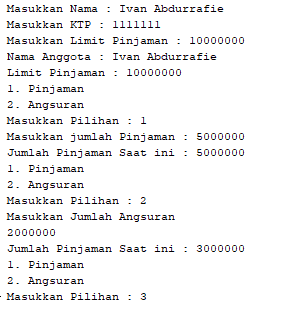 Masukkan Nama : Ivan Abdurrafie
Masukkan KTP : 1111111
Masukkan Limit Pinjaman : 10000000
Nama Anggota : Ivan Abdurrafie
Limit Pinjaman : 10000000
1. Pinjaman
2. Angsuran
Masukkan Pilihan : 1
Masukkan jumlah Pinjaman : 5000000
Jumlah Pinjaman Saat ini : 5000000
1. Pinjaman
2. Angsuran
Masukkan Pilihan : 2
Masukkan Jumlah Angsuran
2000000
Jumlah Pinjaman Saat ini : 3000000
1. Pinjaman
2. Angsuran
Masukkan Pilihan : 3